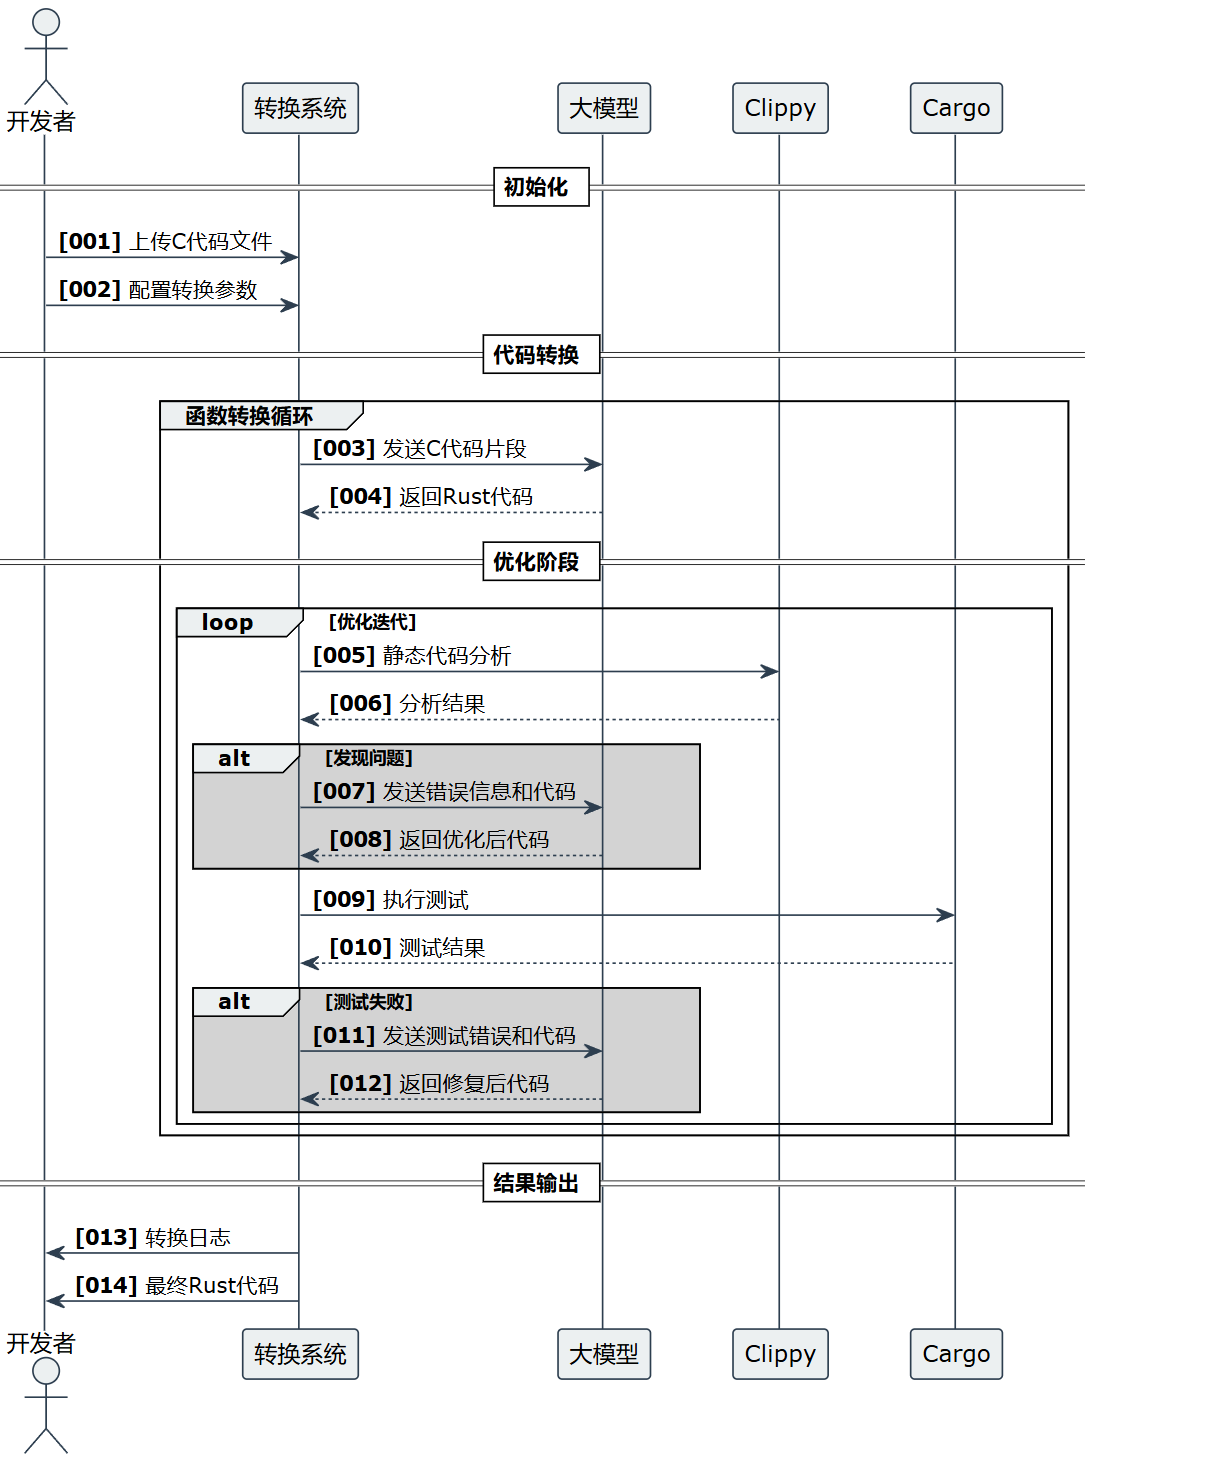 开发者
转换系统
大模型
Clippy
Cargo
初始化
[001] 上传C代码文件
[002] 配置转换参数
代码转换
函数转换循环
[003] 发送C代码片段
[004] 返回Rust代码
优化阶段
loop [优化迭代]
[005] 静态代码分析
[006] 分析结果
alt [发现问题]
[007] 发送错误信息和代码
[008] 返回优化后代码
[009] 执行测试
[010] 测试结果
alt [测试失败]
[011] 发送测试错误和代码
[012] 返回修复后代码
结果输出
[013] 转换日志
[014] 最终Rust代码
开发者
转换系统
大模型
Clippy
Cargo